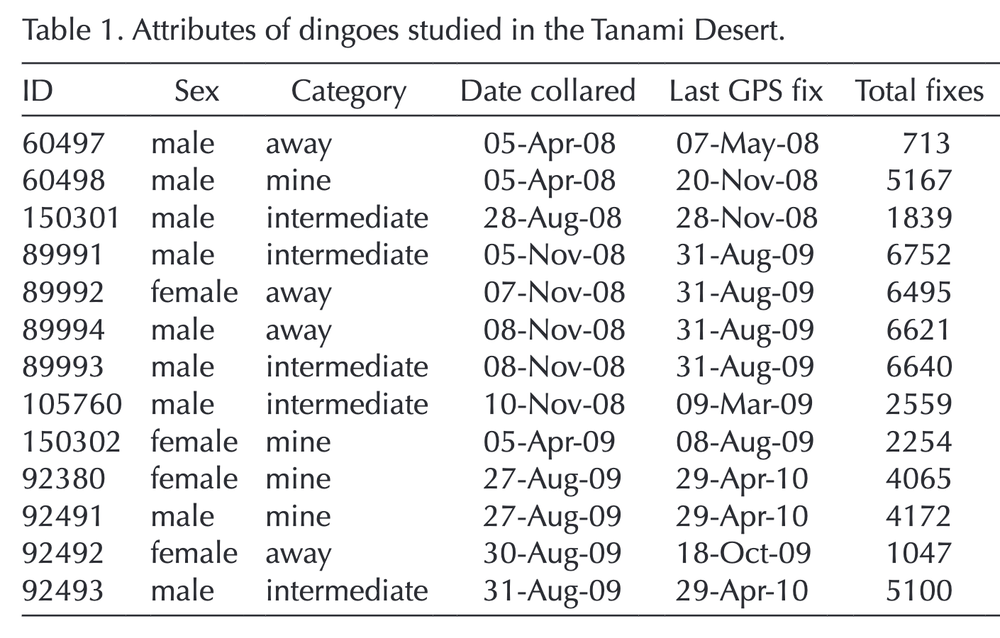 Table 1. Attributes of dingoes studied in the Tanami Desert.
ID Sex Category Date collared Last GPS fix Total fixes
60497 male away 05-Apr-08 07-May-08 713
60498 male mine 05-Apr-08 20-Nov-08 5167
150301 male intermediate 28-Aug-08 28-Nov-08 1839
89991 male intermediate 05-Nov-08 31-Aug-09 6752
89992 female away 07-Nov-08 31-Aug-09 6495
89994 male away 08-Nov-08 31-Aug-09 6621
89993 male intermediate 08-Nov-08 31-Aug-09 6640
105760 male intermediate 10-Nov-08 09-Mar-09 2559
150302 female mine 05-Apr-09 08-Aug-09 2254
92380 female mine 27-Aug-09 29-Apr-10 4065
92491 male mine 27-Aug-09 29-Apr-10 4172
92492 female away 30-Aug-09 18-Oct-09 1047
92493 male intermediate 31-Aug-09 29-Apr-10 5100